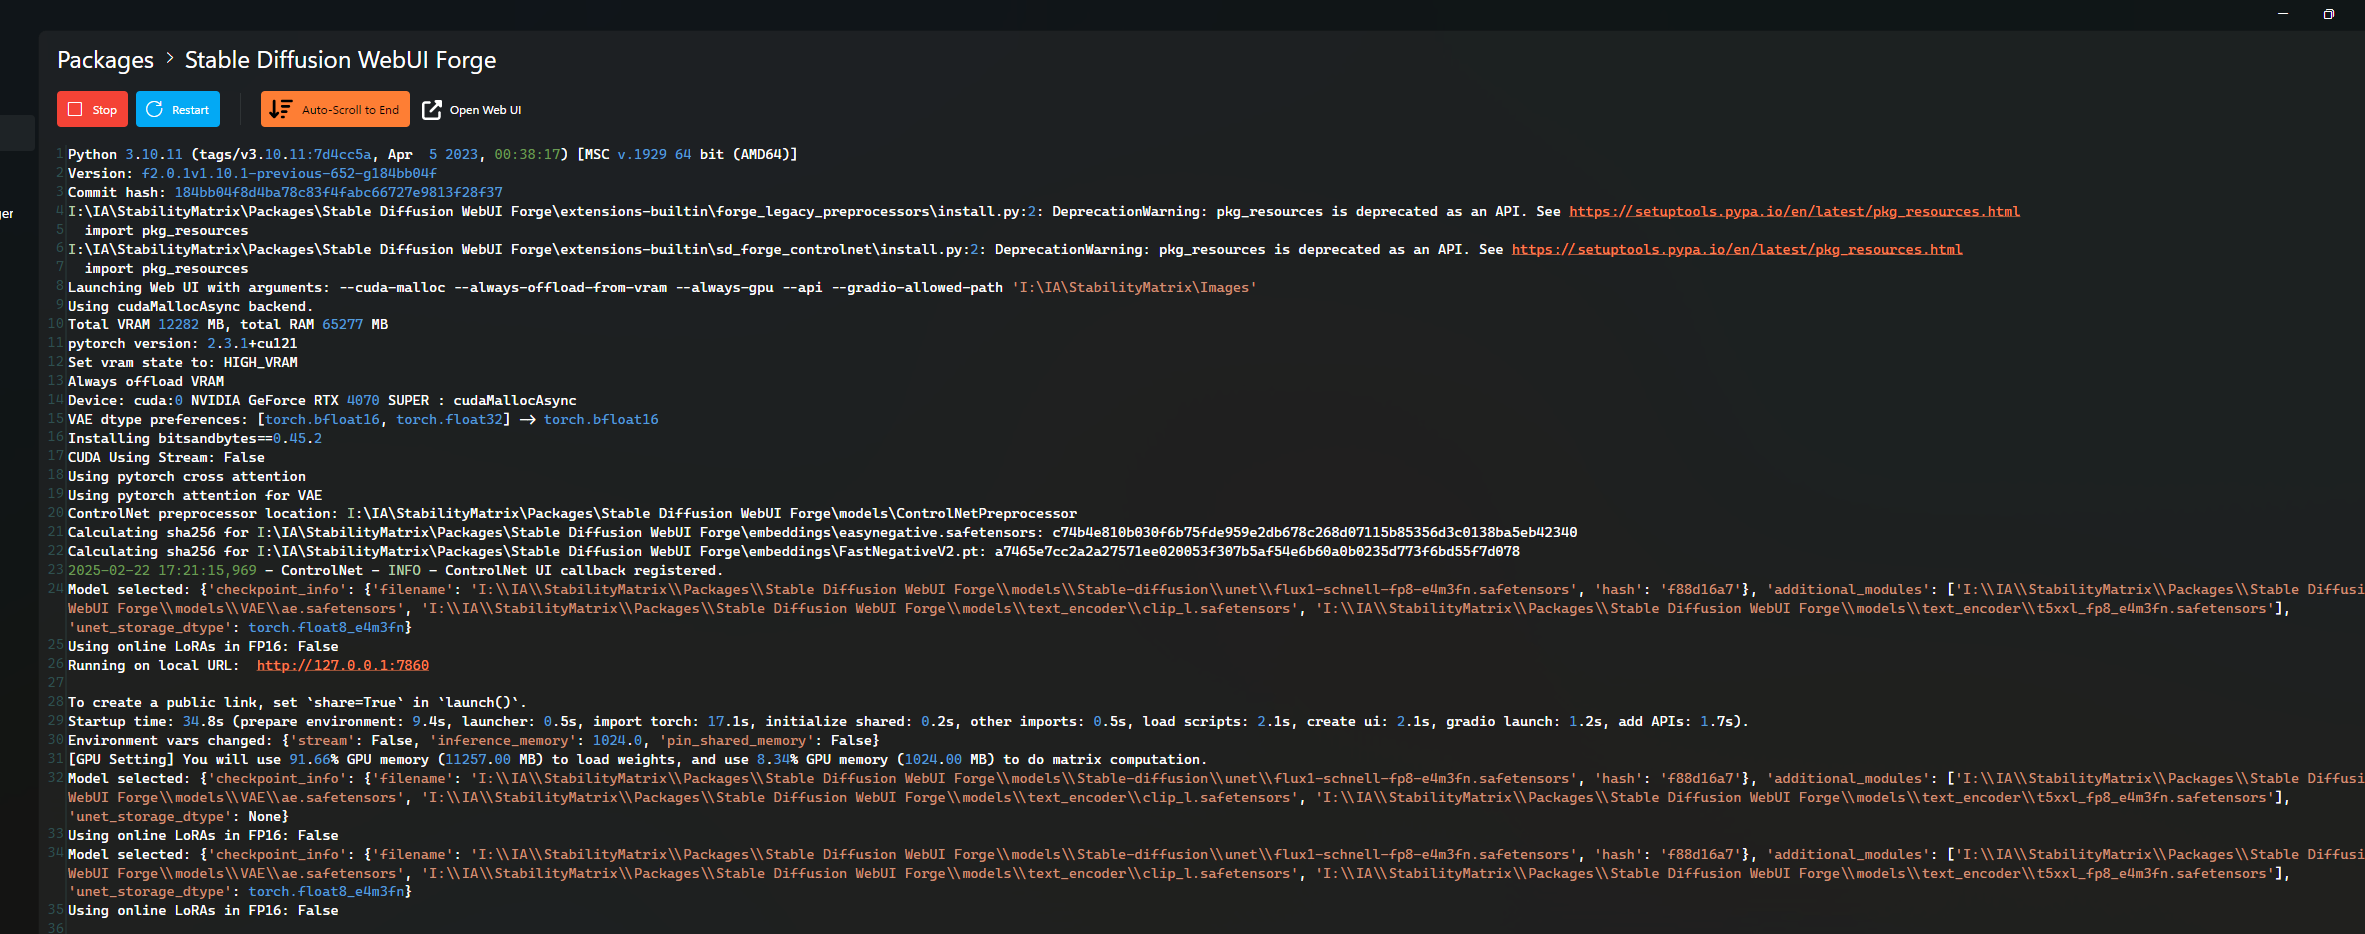 Packages > Stable Diffusion WebUI Forge
Stop Restart Auto-Scroll to End Open Web UI
1 Python 3.10.11 (tags/v3.10.11:7d4cc5a, Apr  5 2023, 00:38:17) [MSC v.1929 64 bit (AMD64)]
2 Version: f2.0.1v1.10.1-previous-652-g184bb04f
3 Commit hash: 184bb04f8d4ba78c83f4fabc66727e9813f28f37
ger
4 I:\IA\StabilityMatrix\Packages\Stable Diffusion WebUI Forge\extensions-builtin\forge_legacy_preprocessors\install.py:2: DeprecationWarning: pkg_resources is deprecated as an API. See https://setuptools.pypa.io/en/latest/pkg_resources.html
5   import pkg_resources
6 I:\IA\StabilityMatrix\Packages\Stable Diffusion WebUI Forge\extensions-builtin\sd_forge_controlnet\install.py:2: DeprecationWarning: pkg_resources is deprecated as an API. See https://setuptools.pypa.io/en/latest/pkg_resources.html
7   import pkg_resources
8 Launching Web UI with arguments: --cuda-malloc --always-offload-from-vram --always-gpu --api --gradio-allowed-path 'I:\IA\StabilityMatrix\Images'
9 Using cudaMallocAsync backend.
10 Total VRAM 12282 MB, total RAM 65277 MB
11 pytorch version: 2.3.1+cu121
12 Set vram state to: HIGH_VRAM
13 Always offload VRAM
14 Device: cuda:0 NVIDIA GeForce RTX 4070 SUPER : cudaMallocAsync
15 VAE dtype preferences: [torch.bfloat16, torch.float32] -> torch.bfloat16
16 Installing bitsandbytes==0.45.2
17 CUDA Using Stream: False
18 Using pytorch cross attention
19 Using pytorch attention for VAE
20 ControlNet preprocessor location: I:\IA\StabilityMatrix\Packages\Stable Diffusion WebUI Forge\models\ControlNetPreprocessor
21 Calculating sha256 for I:\IA\StabilityMatrix\Packages\Stable Diffusion WebUI Forge\embeddings\easynegative.safetensors: c74b4e810b030f6b75fde959e2db678c268d07115b85356d3c0138ba5eb42340
22 Calculating sha256 for I:\IA\StabilityMatrix\Packages\Stable Diffusion WebUI Forge\embeddings\FastNegativeV2.pt: a7465e7cc2a2a27571ee020053f307b5af54e6b60a0b0235d773f6bd55f7d078
23 2025-02-22 17:21:15,969 - ControlNet - INFO - ControlNet UI callback registered.
24 Model selected: {'checkpoint_info': {'filename': 'I:\\IA\\StabilityMatrix\\Packages\\Stable Diffusion WebUI Forge\\models\\Stable-diffusion\\unet\\flux1-schnell-fp8-e4m3fn.safetensors', 'hash': 'f88d16a7'}, 'additional_modules': ['I:\\IA\\StabilityMatrix\\Packages\\Stable Diffusi
WebUI Forge\\models\\VAE\\ae.safetensors', 'I:\\IA\\StabilityMatrix\\Packages\\Stable Diffusion WebUI Forge\\models\\text_encoder\\clip_l.safetensors', 'I:\\IA\\StabilityMatrix\\Packages\\Stable Diffusion WebUI Forge\\models\\text_encoder\\t5xxl_fp8_e4m3fn.safetensors'],
'unet_storage_dtype': torch.float8_e4m3fn}
25 Using online LoRAs in FP16: False
26 Running on local URL:  http://127.0.0.1:7860
27
28 To create a public link, set `share=True` in `launch()`.
29 Startup time: 34.8s (prepare environment: 9.4s, launcher: 0.5s, import torch: 17.1s, initialize shared: 0.2s, other imports: 0.5s, load scripts: 2.1s, create ui: 2.1s, gradio launch: 1.2s, add APIs: 1.7s).
30 Environment vars changed: {'stream': False, 'inference_memory': 1024.0, 'pin_shared_memory': False}
31 [GPU Setting] You will use 91.66% GPU memory (11257.00 MB) to load weights, and use 8.34% GPU memory (1024.00 MB) to do matrix computation.
32 Model selected: {'checkpoint_info': {'filename': 'I:\\IA\\StabilityMatrix\\Packages\\Stable Diffusion WebUI Forge\\models\\Stable-diffusion\\unet\\flux1-schnell-fp8-e4m3fn.safetensors', 'hash': 'f88d16a7'}, 'additional_modules': ['I:\\IA\\StabilityMatrix\\Packages\\Stable Diffusi
WebUI Forge\\models\\VAE\\ae.safetensors', 'I:\\IA\\StabilityMatrix\\Packages\\Stable Diffusion WebUI Forge\\models\\text_encoder\\clip_l.safetensors', 'I:\\IA\\StabilityMatrix\\Packages\\Stable Diffusion WebUI Forge\\models\\text_encoder\\t5xxl_fp8_e4m3fn.safetensors'],
'unet_storage_dtype': None}
33 Using online LoRAs in FP16: False
34 Model selected: {'checkpoint_info': {'filename': 'I:\\IA\\StabilityMatrix\\Packages\\Stable Diffusion WebUI Forge\\models\\Stable-diffusion\\unet\\flux1-schnell-fp8-e4m3fn.safetensors', 'hash': 'f88d16a7'}, 'additional_modules': ['I:\\IA\\StabilityMatrix\\Packages\\Stable Diffusi
WebUI Forge\\models\\VAE\\ae.safetensors', 'I:\\IA\\StabilityMatrix\\Packages\\Stable Diffusion WebUI Forge\\models\\text_encoder\\clip_l.safetensors', 'I:\\IA\\StabilityMatrix\\Packages\\Stable Diffusion WebUI Forge\\models\\text_encoder\\t5xxl_fp8_e4m3fn.safetensors'],
'unet_storage_dtype': torch.float8_e4m3fn}
35 Using online LoRAs in FP16: False
36